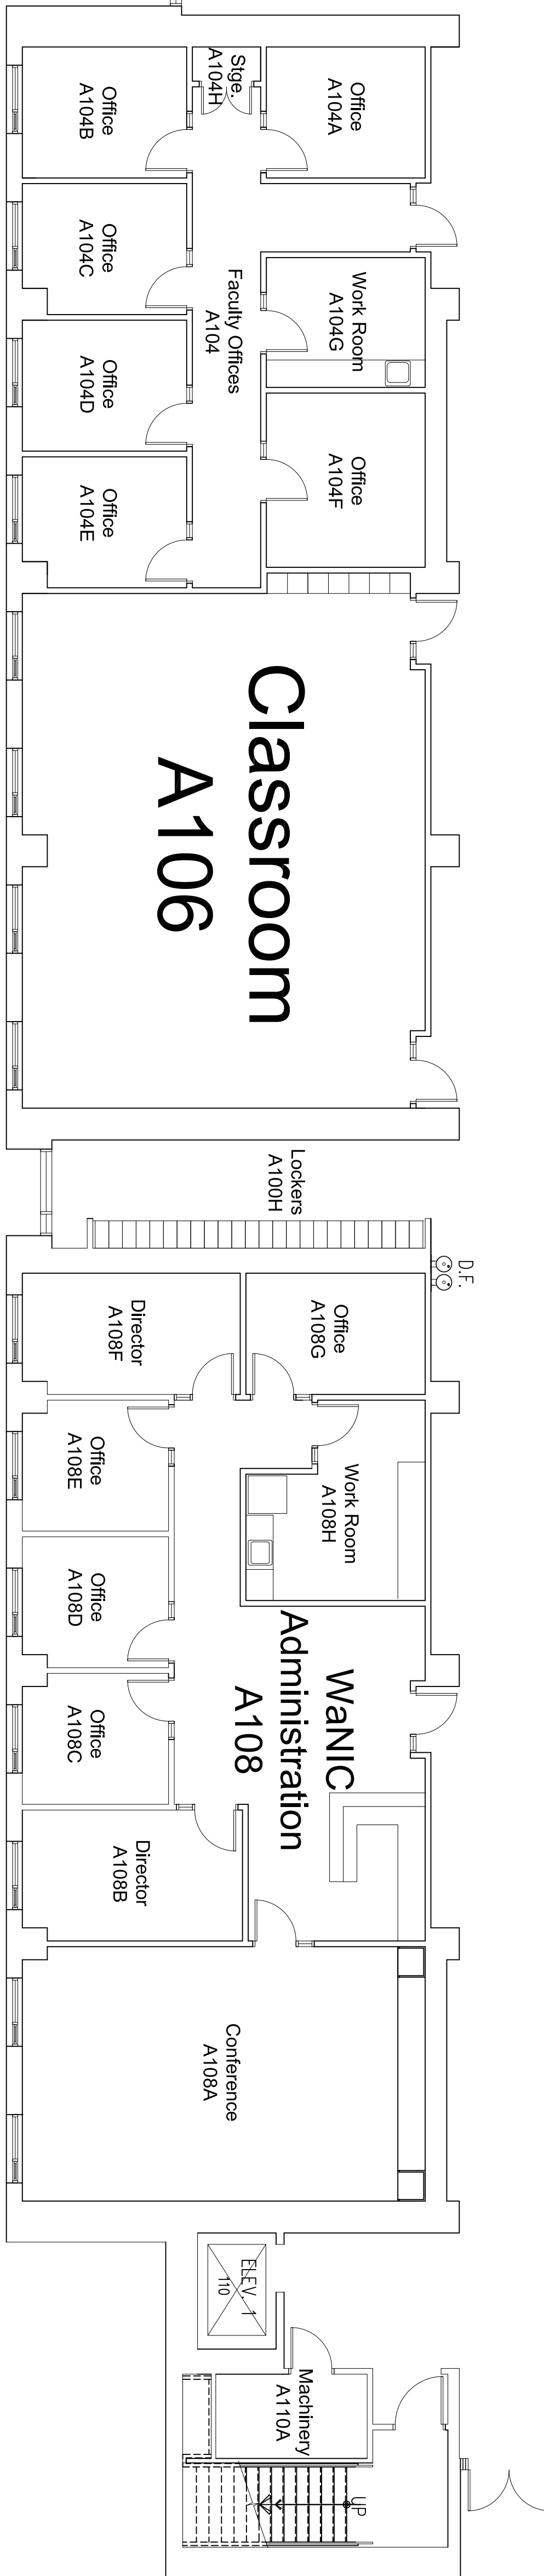 Stge.
A104H
Office
A104A
Office
A104B
Office
A104C
Faculty Offices
A104
Work Room
A104G
Office
A104D
Office
A104F
Office
A104E
Classroom
A106
Lockers
A100H
D.F.
Director
A108F
Office
A108G
Office
A108E
Work Room
A108H
Office
A108D
WaNIC
Administration
A108
Office
A108C
Director
A108B
Conference
A108A
ELEV. 1
110
Machinery
A110A
UP